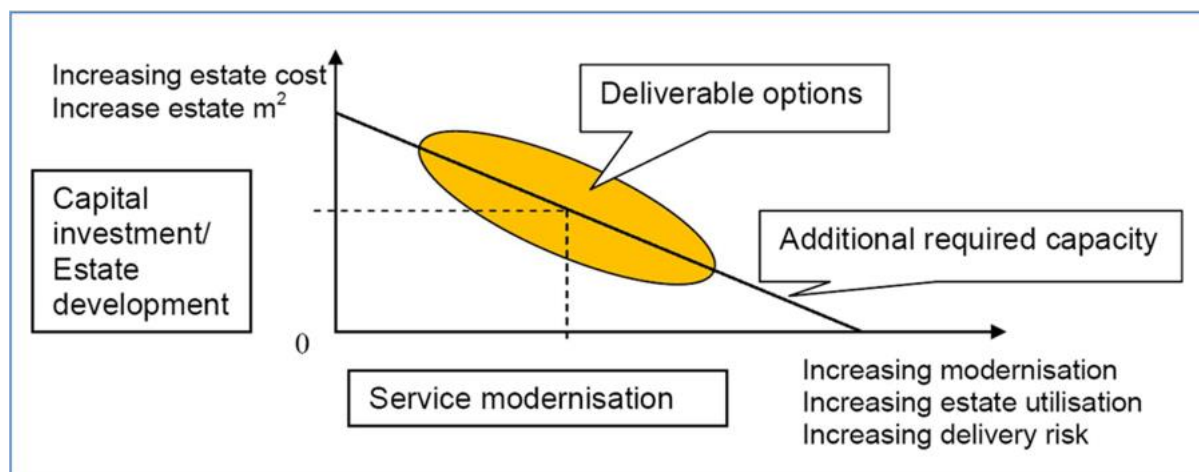 Increasing estate cost
Increase estate m²
Deliverable options
Capital
investment/
Estate
development
Additional required capacity
0
Service modernisation
Increasing modernisation
Increasing estate utilisation
Increasing delivery risk